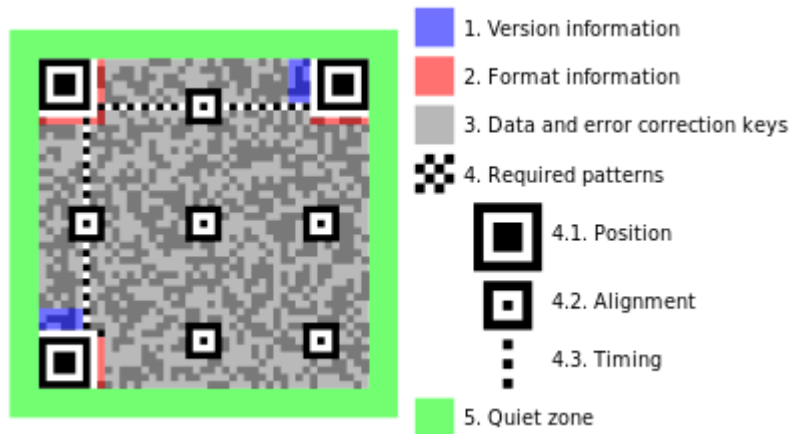 1. Version information
2. Format information
3. Data and error correction keys
4. Required patterns
4.1. Position
4.2. Alignment
4.3. Timing
5. Quiet zone